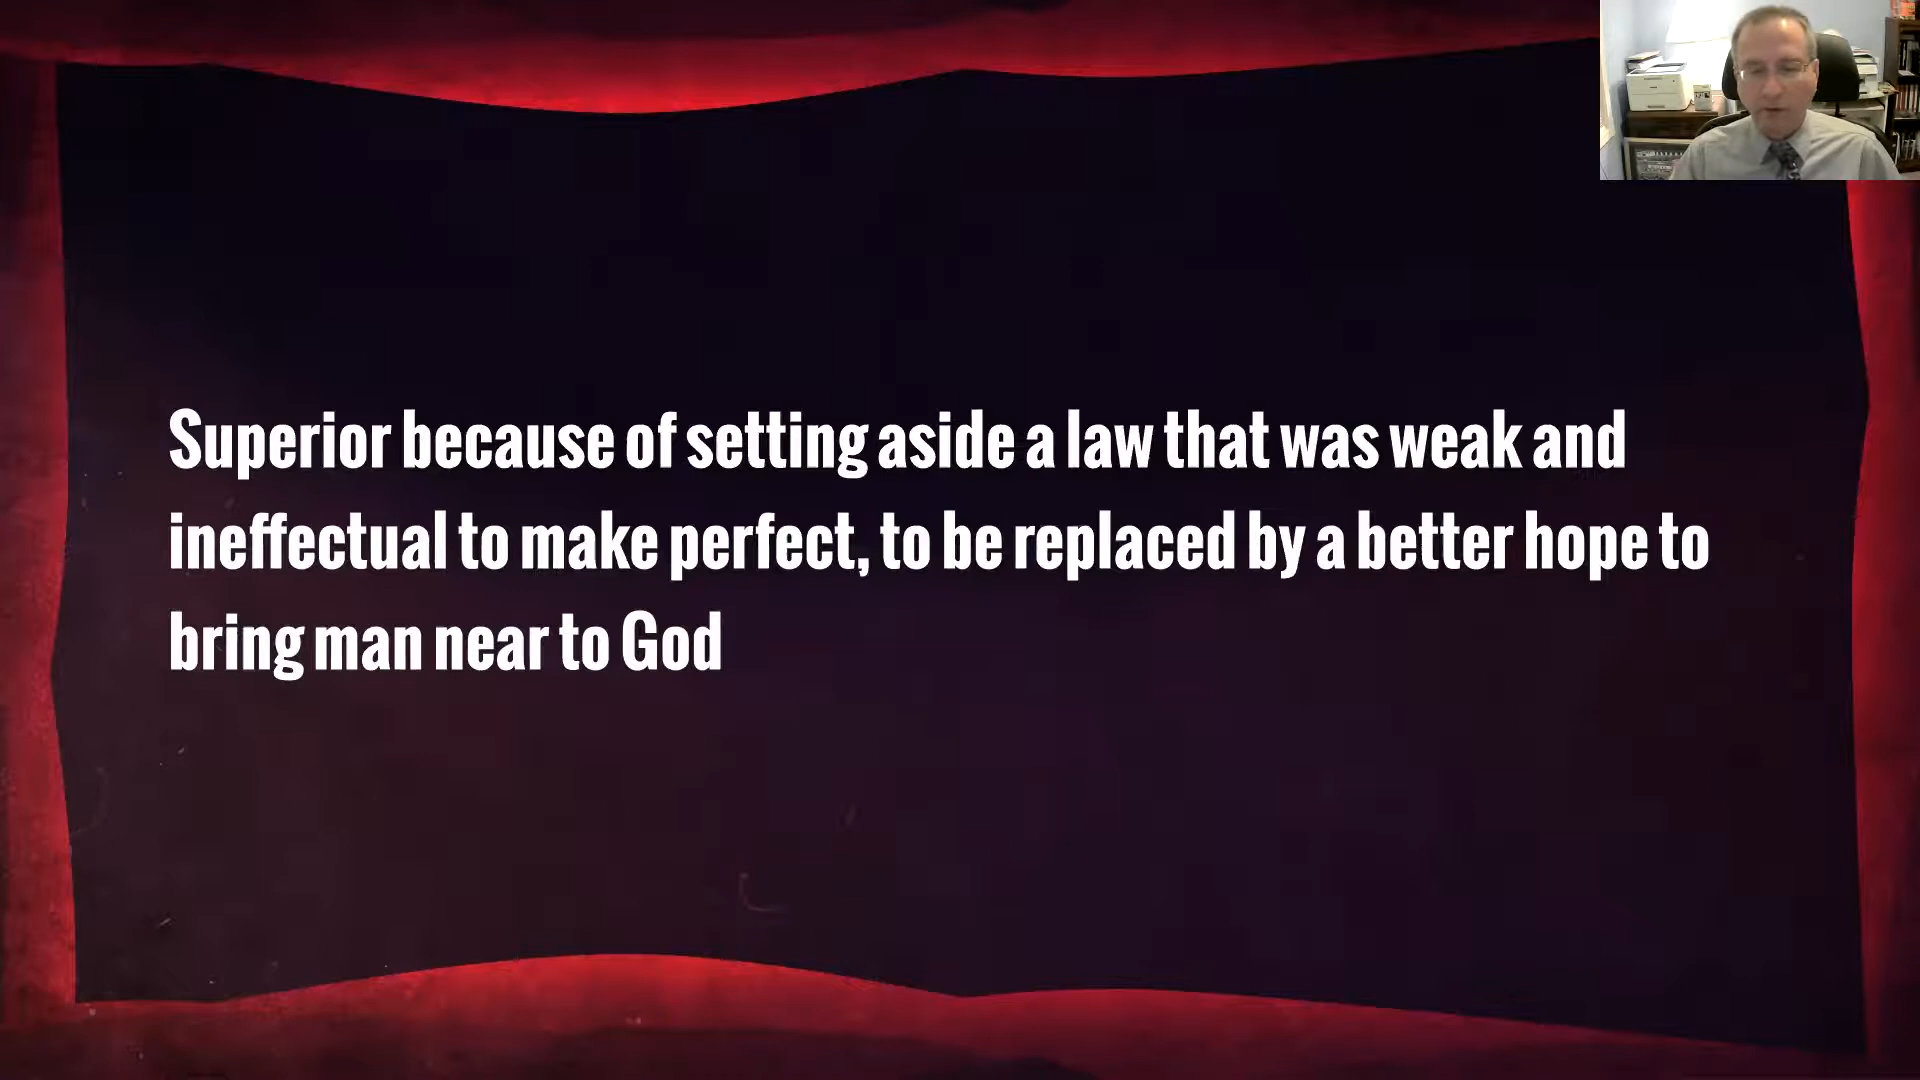 Superior because of setting aside a law that was weak and
ineffectual to make perfect, to be replaced by a better hope to
bring man near to God